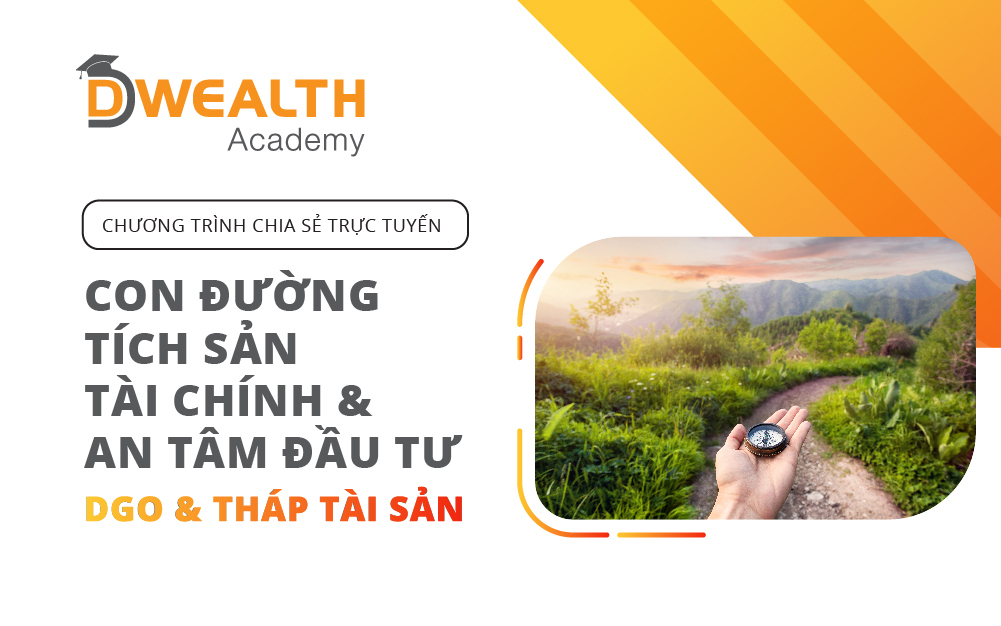 DWEALTH
Academy
CHƯƠNG TRÌNH CHIA SẺ TRỰC TUYẾN
CON ĐƯỜNG
TÍCH SẢN
TÀI CHÍNH &
AN TÂM ĐẦU TƯ
DGO & THÁP TÀI SẢN